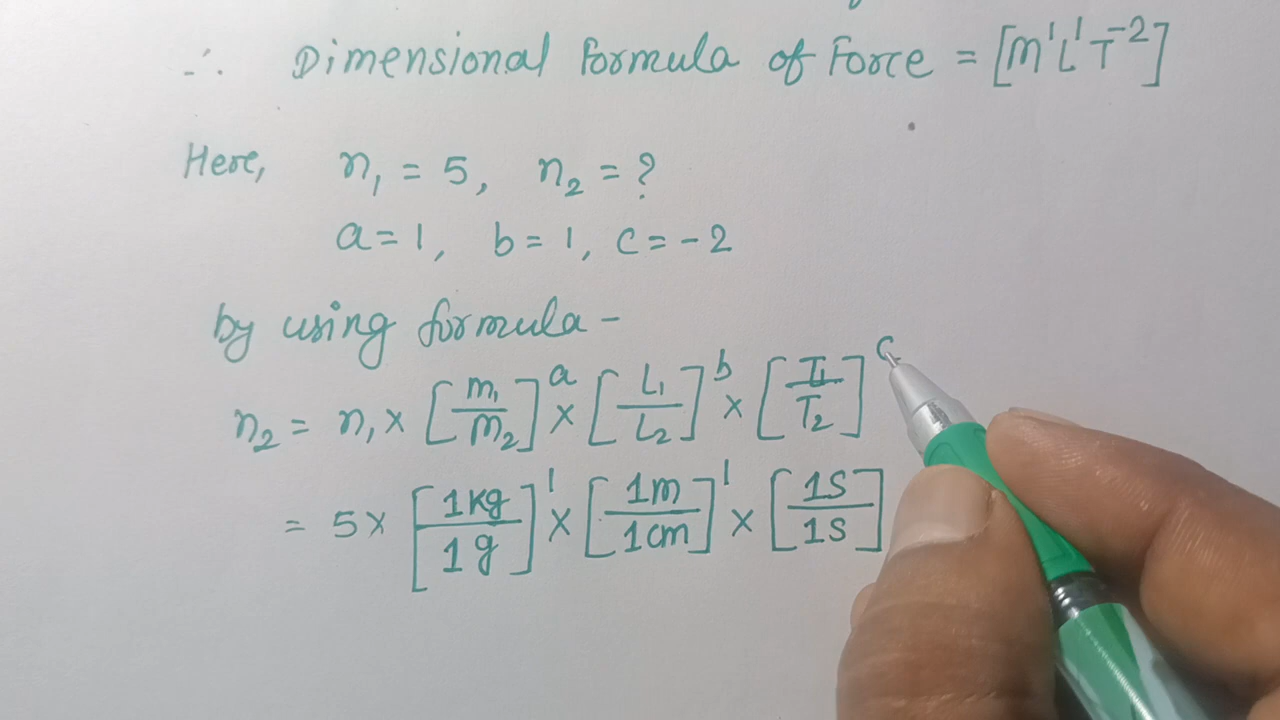 ∴ Dimensional formula of Force = [M¹L¹T⁻²]
Here, n₁ = 5, n₂ = ?
a = 1, b = 1, c = -2
by using formula -
n₂ = n₁ × [M₁/M₂]ᵃ × [L₁/L₂]ᵇ × [T₁/T₂]ᶜ
= 5 × [1kg/1g]¹ × [1m/1cm]¹ × [1S/1S]